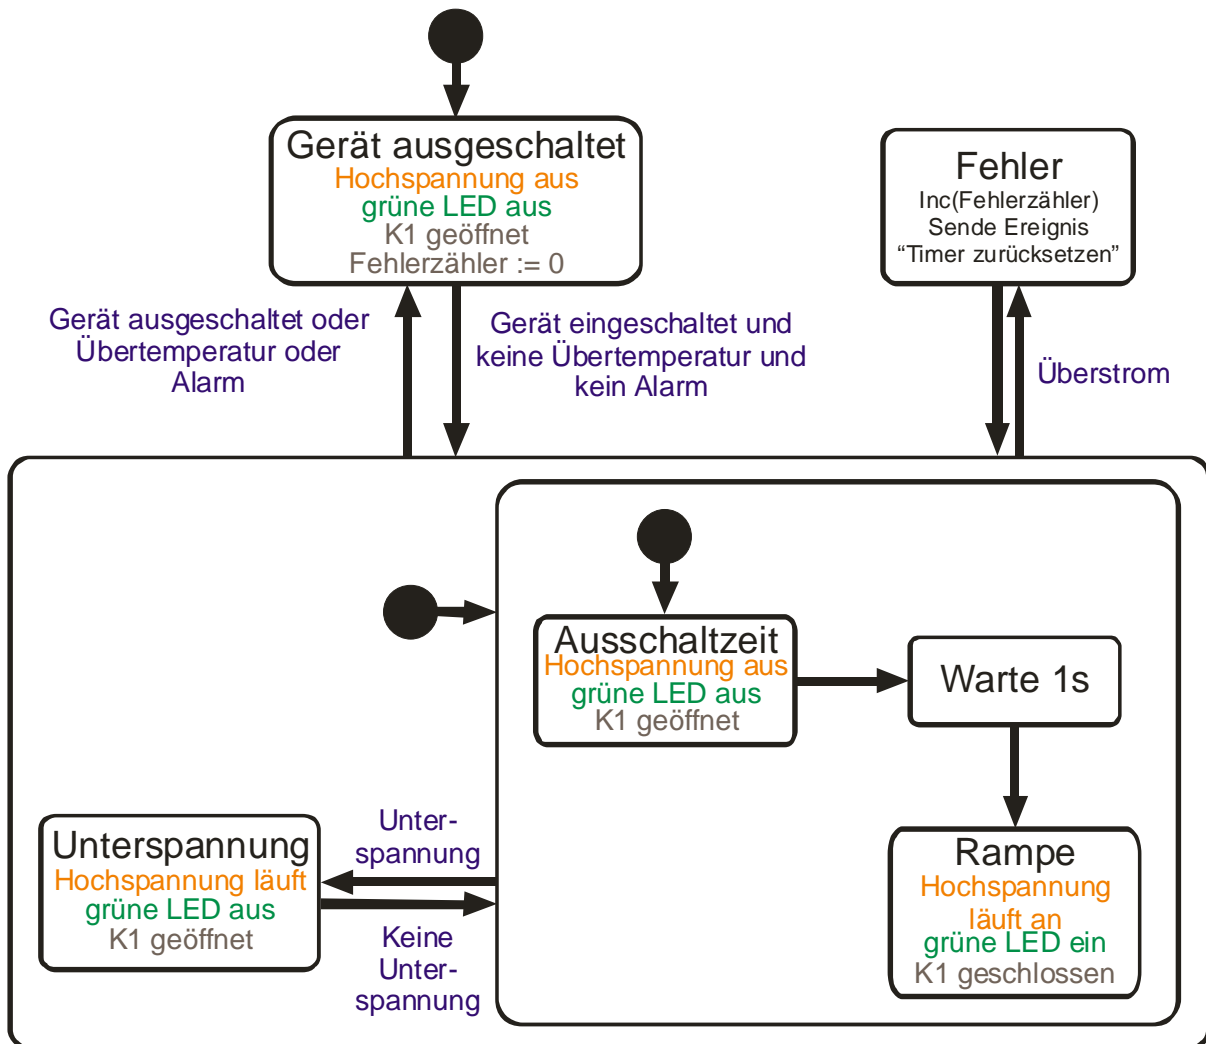 Gerät ausgeschaltet
Hochspannung aus
grüne LED aus
K1 geöffnet
Fehlerzähler := 0
Fehler
Inc(Fehlerzähler)
Sende Ereignis
“Timer zurücksetzen”
Gerät ausgeschaltet oder
Übertemperatur oder
Alarm
Gerät eingeschaltet und
keine Übertemperatur und
kein Alarm
Überstrom
Ausschaltzeit
Hochspannung aus
grüne LED aus
K1 geöffnet
Warte 1s
Unterspannung
Hochspannung läuft
grüne LED aus
K1 geöffnet
Unter-
spannung
Keine
Unter-
spannung
Rampe
Hochspannung
läuft an
grüne LED ein
K1 geschlossen